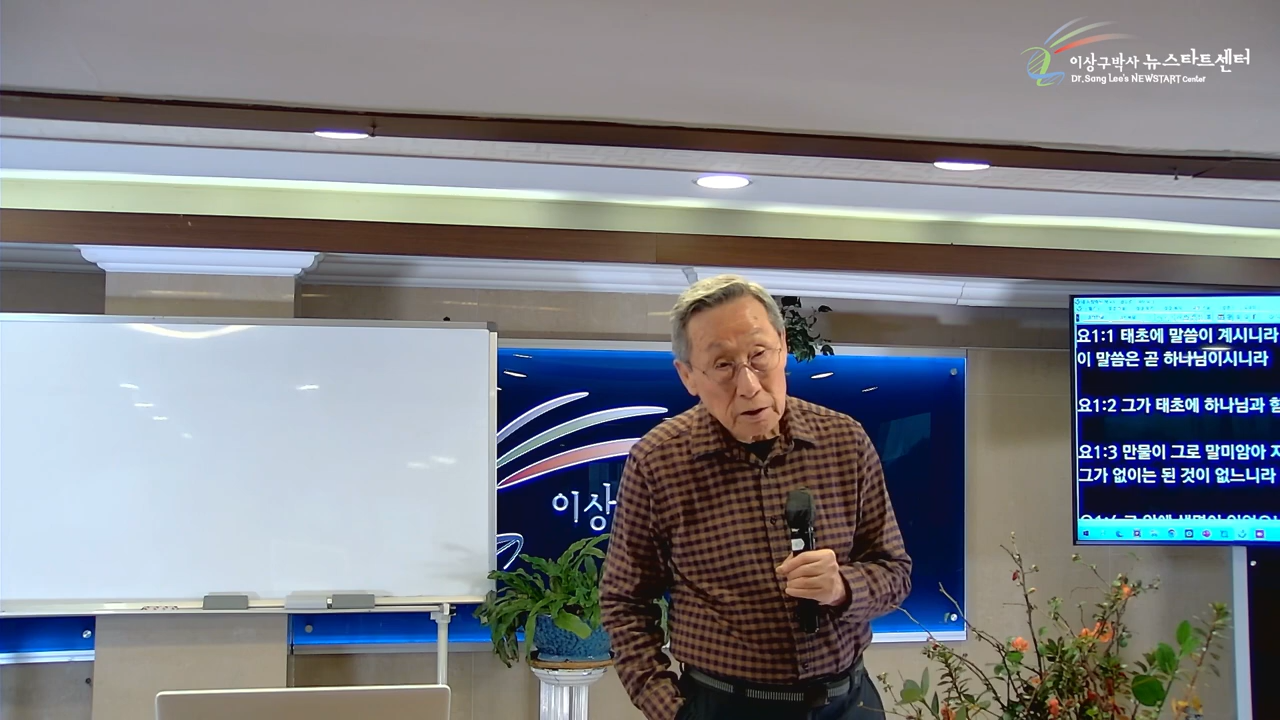 이상구박사 뉴스타트센터
Dr. Sang Lee's NEWSTART Center
이상
요1:1 태초에 말씀이 계시니라
이 말씀은 곧 하나님이시니라
요1:2 그가 태초에 하나님과 함
요1:3 만물이 그로 말미암아 지
그가 없이는 된 것이 없느니라